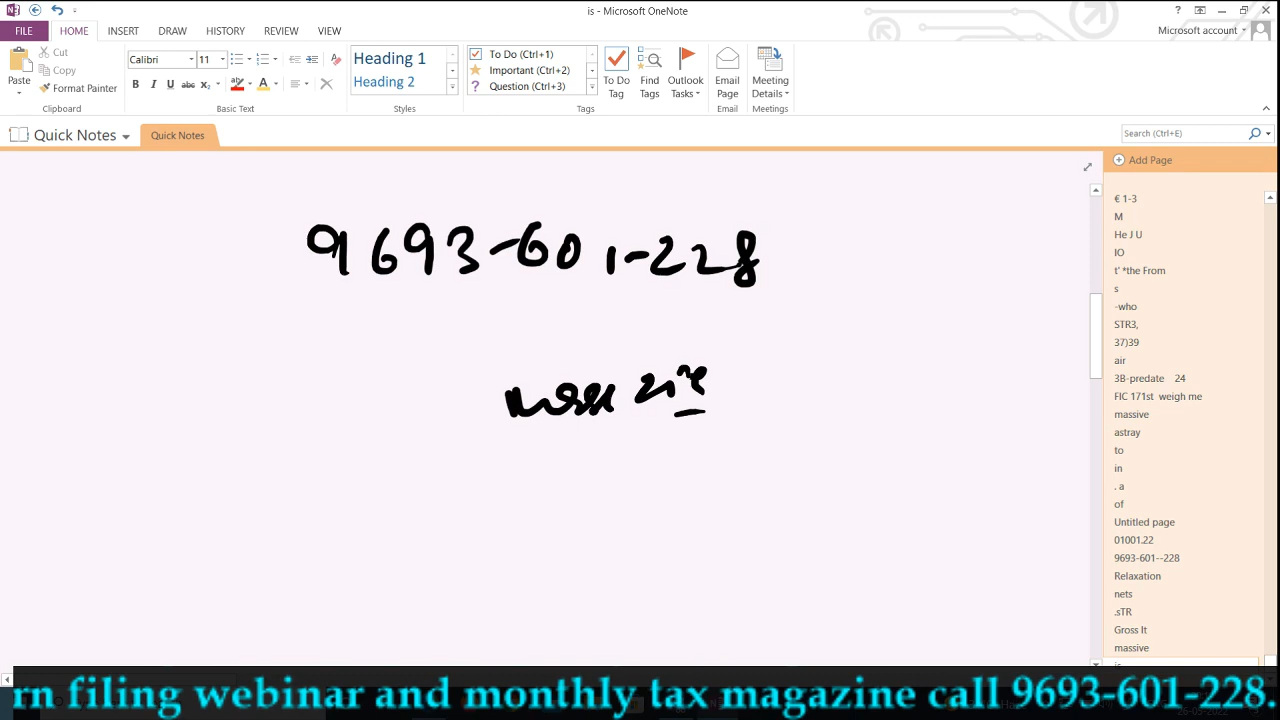 is - Microsoft OneNote
FILE HOME INSERT DRAW HISTORY REVIEW VIEW
Microsoft account
Paste
Cut
Copy
Format Painter
Clipboard
Calibri 11
Basic Text
Heading 1
Heading 2
Styles
To Do (Ctrl+1)
Important (Ctrl+2)
Question (Ctrl+3)
To Do Tag
Find Tags
Outlook Tasks
Tags
Email Page
Email
Meeting Details
Meetings
Quick Notes
Quick Notes
Search (Ctrl+E)
Add Page
9693-601-228
€ 1-3
M
He J U
IO
t' *the From
s
-who
STR3,
37)39
air
3B-predate 24
FIC 171st weigh me
massive
astray
to
in
. a
of
Untitled page
01001.22
9693-601--228
Relaxation
nets
.sTR
Gross It
massive
is
rn filing webinar and monthly tax magazine call 9693-601-228.